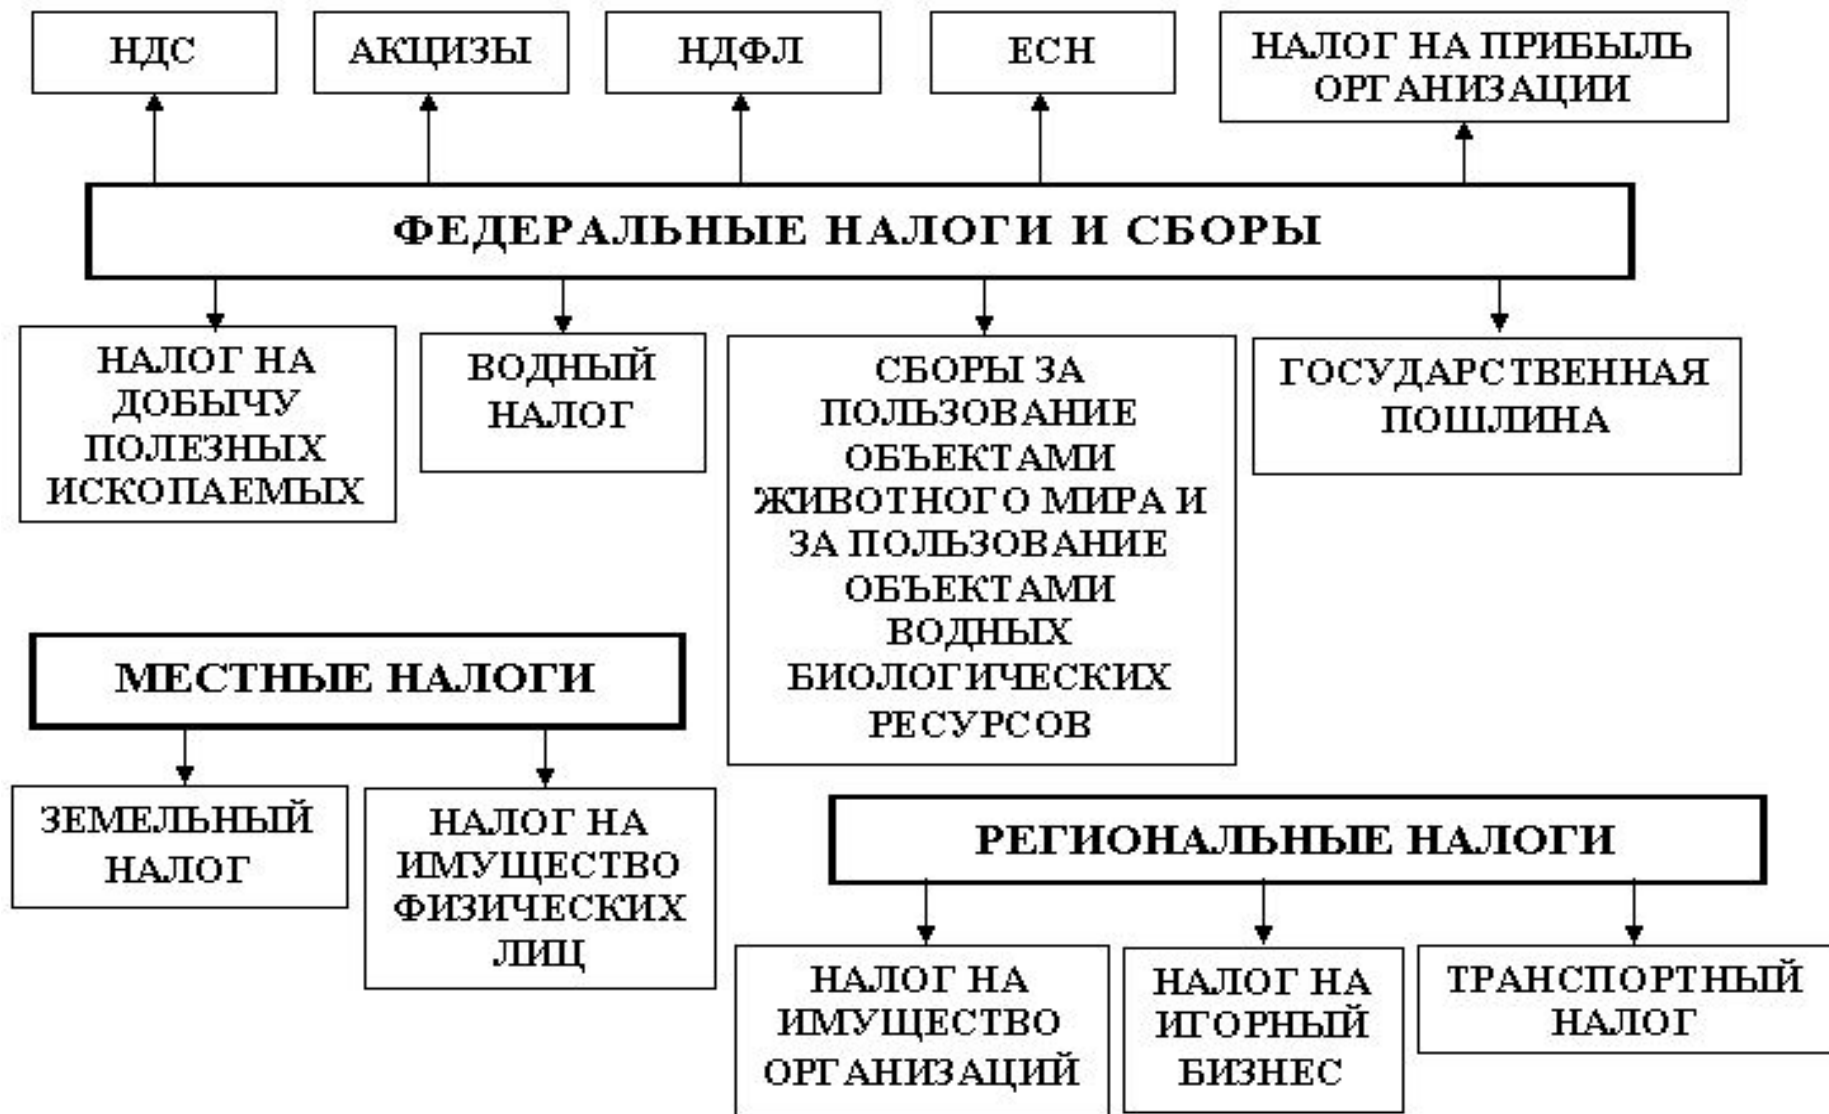 НДС
АКЦИЗЫ
НДФЛ
ЕСН
НАЛОГ НА ПРИБЫЛЬ
ОРГАНИЗАЦИИ
ФЕДЕРАЛЬНЫЕ НАЛОГИ И СБОРЫ
НАЛОГ НА
ДОБЫЧУ
ПОЛЕЗНЫХ
ИСКОПАЕМЫХ
ВОДНЫЙ
НАЛОГ
СБОРЫ ЗА
ПОЛЬЗОВАНИЕ
ОБЪЕКТАМИ
ЖИВОТНОГО МИРА И
ЗА ПОЛЬЗОВАНИЕ
ОБЪЕКТАМИ
ВОДНЫХ
БИОЛОГИЧЕСКИХ
РЕСУРСОВ
ГОСУДАРСТВЕННАЯ
ПОШЛИНА
МЕСТНЫЕ НАЛОГИ
ЗЕМЕЛЬНЫЙ
НАЛОГ
НАЛОГ НА
ИМУЩЕСТВО
ФИЗИЧЕСКИХ
ЛИЦ
РЕГИОНАЛЬНЫЕ НАЛОГИ
НАЛОГ НА
ИМУЩЕСТВО
ОРГАНИЗАЦИЙ
НАЛОГ НА
ИГОРНЫЙ
БИЗНЕС
ТРАНСПОРТНЫЙ
НАЛОГ